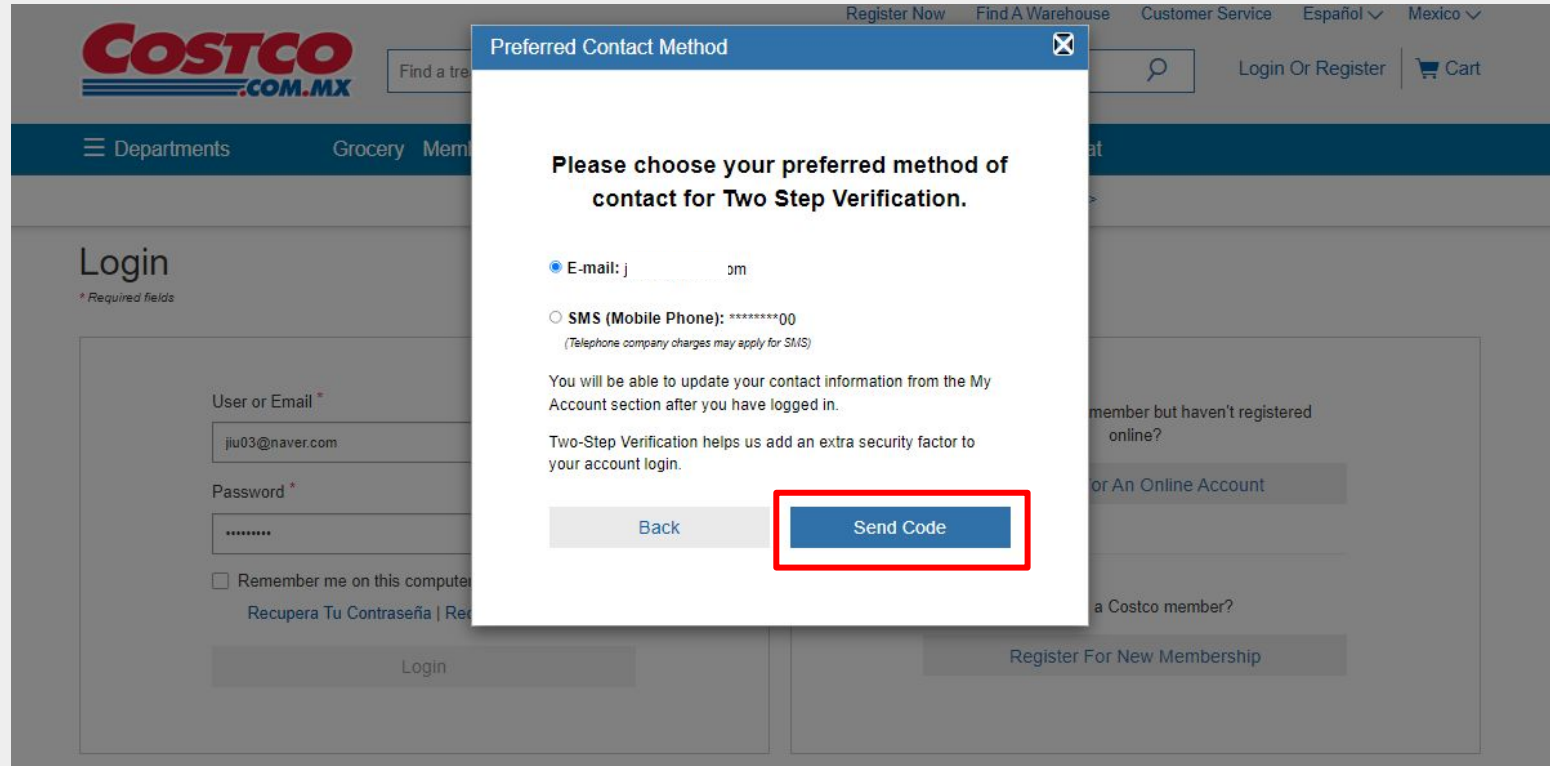 Register Now Find A Warehouse Customer Service Español Mexico
COSTCO
.COM.MX
Find a tre
Login Or Register Cart
Preferred Contact Method
Departments Grocery Memb at
Please choose your preferred method of
contact for Two Step Verification.
>
Login
* Required fields
E-mail: j om
SMS (Mobile Phone): ********00
(Telephone company charges may apply for SMS)
You will be able to update your contact information from the My
Account section after you have logged in.
Two-Step Verification helps us add an extra security factor to
your account login.
Back Send Code
User or Email *
jiu03@naver.com
Password *
•••••••••
Remember me on this computer
Recupera Tu Contraseña | Rec
Login
member but haven't registered
online?
or An Online Account
a Costco member?
Register For New Membership